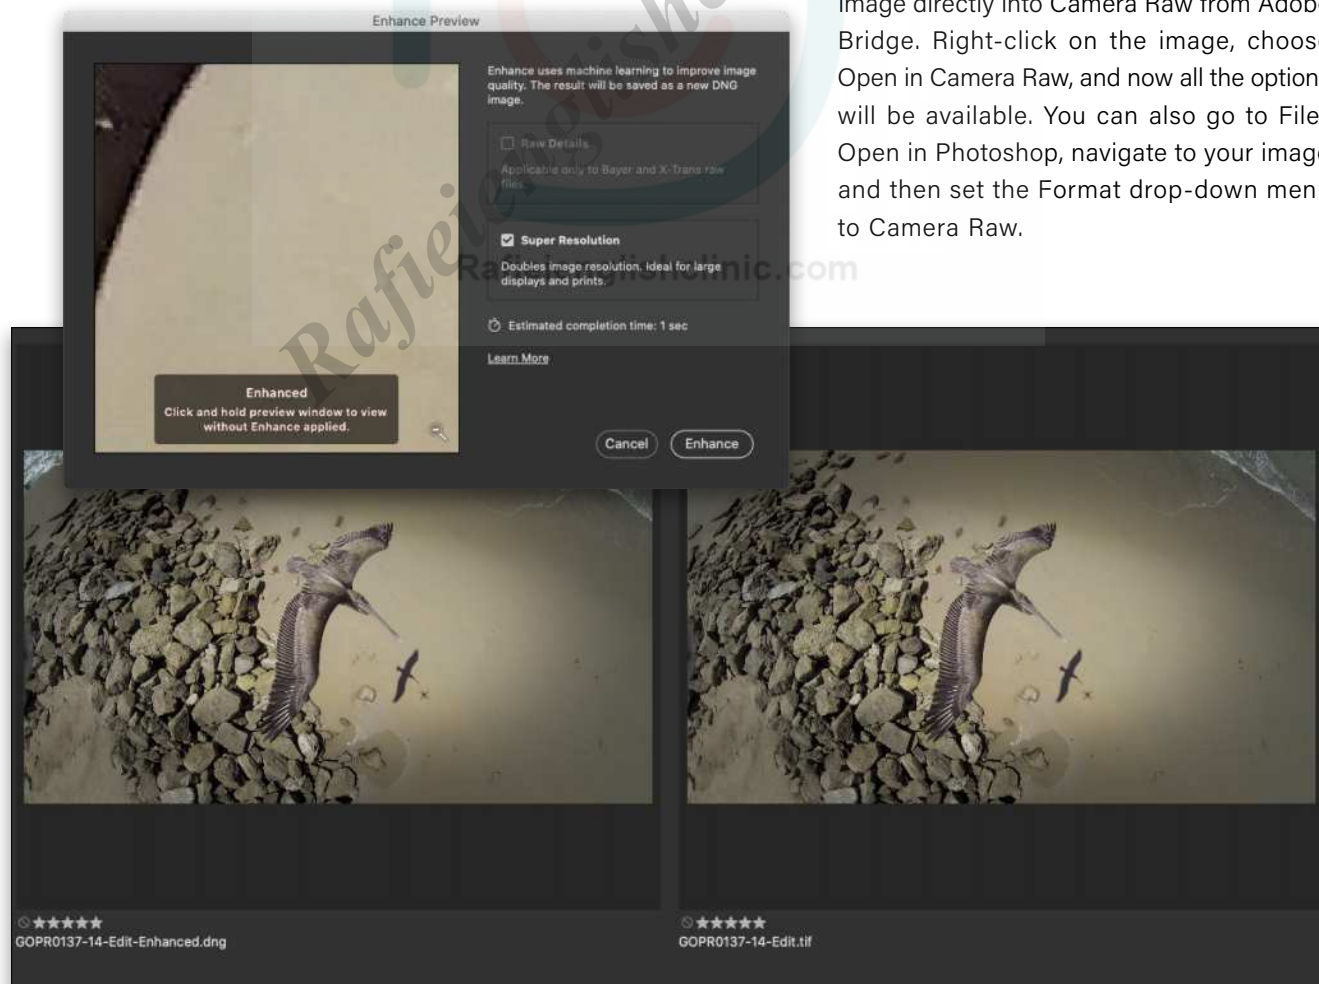 Enhance Preview
Enhance uses machine learning to improve image
quality. The result will be saved as a new DNG
image.
Raw Details
Applicable only to Bayer and X-Trans raw
files.
Super Resolution
Doubles image resolution. Ideal for large
displays and prints.
Estimated completion time: 1 sec
Learn More
Enhanced
Click and hold preview window to view
without Enhance applied.
Cancel
Enhance
image directly into Camera Raw from Adobe
Bridge. Right-click on the image, choose
Open in Camera Raw, and now all the option
will be available. You can also go to File
Open in Photoshop, navigate to your image
and then set the Format drop-down men
to Camera Raw.
Rafieienglishclinic.com
GOPR0137-14-Edit-Enhanced.dng
GOPR0137-14-Edit.tif